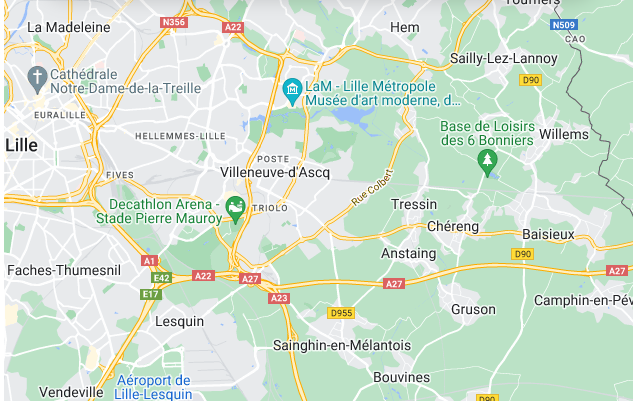 Tourners
La Madeleine
N356
A22
Hem
N509
CAO
Sailly-Lez-Lannoy
D90
Cathédrale
Notre-Dame-de-la-Treille
LaM - Lille Métropole
Musée d'art moderne, d...
EURALILLE
HELLEMMES-LILLE
Base de Loisirs
des 6 Bonniers
Willems
Lille
POSTE
Villeneuve-d'Ascq
FIVES
Rue Colbert
Decathlon Arena -
Stade Pierre Mauroy
TRIOLO
Tressin
Chéreng
Baisieux
Anstaing
D90
A1
Faches-Thumesnil
E42
A22
A27
A27
A27
E17
A23
Camphin-en-Pév
Gruson
D955
Lesquin
Sainghin-en-Mélantois
Bouvines
Aéroport de
Lille-Lesquin
Vendeville
D90